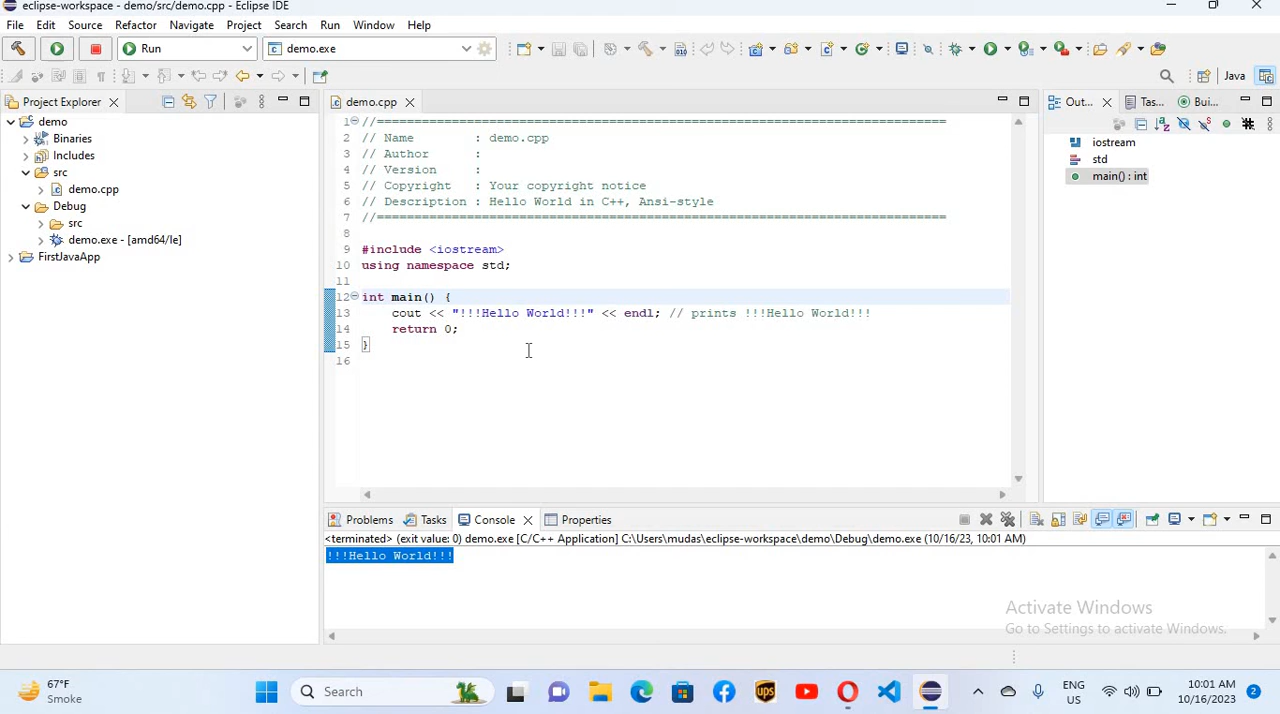 eclipse-workspace - demo/src/demo.cpp - Eclipse IDE
File Edit Source Refactor Navigate Search Project Run Window Help
Run demo.exe
Java
Project Explorer
demo
Binaries
Includes
src
demo.cpp
Debug
src
demo.exe - [amd64/le]
FirstJavaApp
demo.cpp
1 //============================================================================
2 // Name        : demo.cpp
3 // Author      :
4 // Version     :
5 // Copyright   : Your copyright notice
6 // Description : Hello World in C++, Ansi-style
7 //============================================================================
8
9 #include <iostream>
10 using namespace std;
11
12 int main() {
13     cout << "!!!Hello World!!!" << endl; // prints !!!Hello World!!!
14     return 0;
15 }
16
Out... Tas... Bui...
iostream
std
main() : int
Problems Tasks Console Properties
<terminated> (exit value: 0) demo.exe [C/C++ Application] C:\Users\mudas\eclipse-workspace\demo\Debug\demo.exe (10/16/23, 10:01 AM)
!!!Hello World!!!
Activate Windows
Go to Settings to activate Windows.
67°F
Smoke
Search
ups
ENG
US
10:01 AM
10/16/2023
2